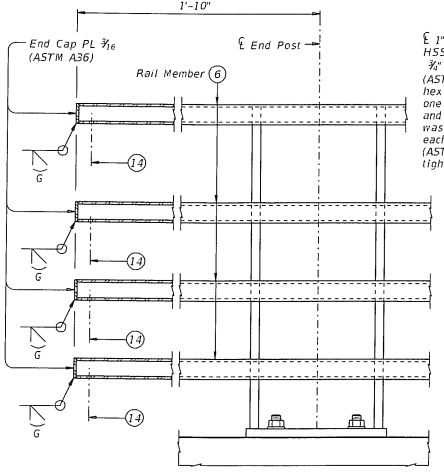 1'-10"
End Cap PL 3/16
(ASTM A36)
℄ End Post
Rail Member 6
℄ 1"
HSS
3/4"
(AST
hex
one
and
was
each
(AST
tigh
14
G
14
G
14
G
14
G